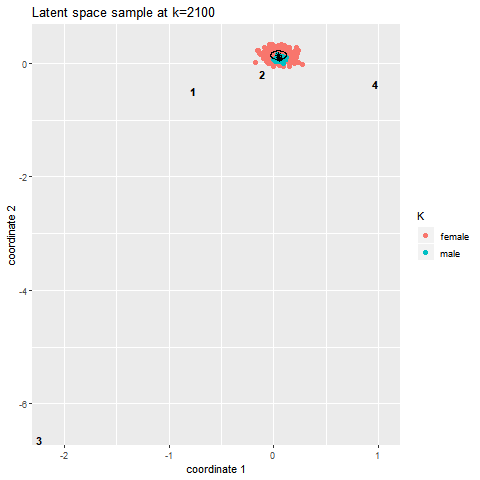 Latent space sample at k=2100
0
-2
-4
-6
coordinate 2
1
2
3
4
-2
-1
0
1
coordinate 1
K
female
male